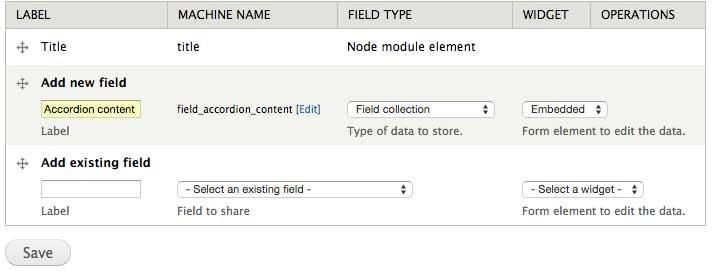 LABEL MACHINE NAME FIELD TYPE WIDGET OPERATIONS
Title title Node module element
Add new field
Accordion content field_accordion_content [Edit] Field collection Embedded
Label Type of data to store. Form element to edit the data.
Add existing field
- Select an existing field - - Select a widget -
Label Field to share Form element to edit the data.
Save